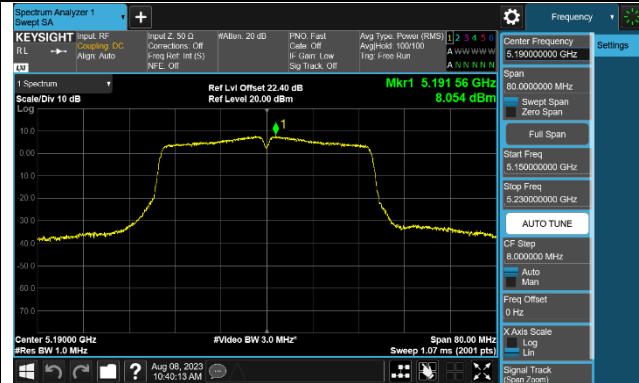 Spectrum Analyzer 1
Swept SA
Frequency
KEYSIGHT
RL
Input: RF
Coupling: DC
Align: Auto
Input Z: 50 Ω
Corrections: Off
Freq Ref: Int (S)
NFE: Off
#Atten: 20 dB
PNO: Fast
Gate: Off
IF Gain: Low
Sig Track: Off
Avg Type: Power (RMS)
Avg|Hold: 100/100
Trig: Free Run
1 2 3 4 5 6
A W W W W W
A N N N N N
LXI
1 Spectrum
Scale/Div 10 dB
Log
Ref Lvl Offset 22.40 dB
Ref Level 20.00 dBm
Mkr1 5.191 56 GHz
8.054 dBm
1
10.0
0.00
-10.0
-20.0
-30.0
-40.0
-50.0
-60.0
-70.0
Center 5.19000 GHz
#Res BW 1.0 MHz
#Video BW 3.0 MHz*
Span 80.00 MHz
Sweep 1.07 ms (2001 pts)
Aug 08, 2023
10:40:13 AM
Center Frequency
5.190000000 GHz
Settings
Span
80.0000000 MHz
Swept Span
Zero Span
Full Span
Start Freq
5.150000000 GHz
Stop Freq
5.230000000 GHz
AUTO TUNE
CF Step
8.000000 MHz
Auto
Man
Freq Offset
0 Hz
X Axis Scale
Log
Lin
Signal Track
(Span Zoom)